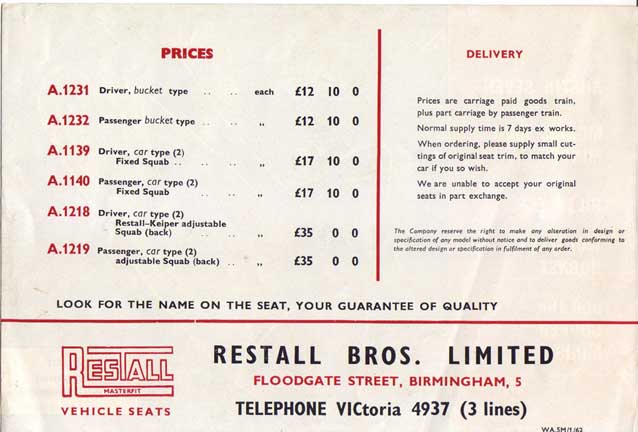 PRICES
A.1231 Driver, bucket type .. .. each £12 10 0
A.1232 Passenger bucket type .. .. ,, £12 10 0
A.1139 Driver, car type (2)
Fixed Squab .. .. .. ,, £17 10 0
A.1140 Passenger, car type (2)
Fixed Squab .. .. ,, £17 10 0
A.1218 Driver, car type (2)
Restall-Keiper adjustable
Squab (back) .. .. ,, £35 0 0
A.1219 Passenger, car type (2)
adjustable Squab (back) .. ,, £35 0 0
DELIVERY
Prices are carriage paid goods train,
plus part carriage by passenger train.
Normal supply time is 7 days ex works.
When ordering, please supply small cut-
tings of original seat trim, to match your
car if you so wish.
We are unable to accept your original
seats in part exchange.
The Company reserve the right to make any alteration in design or
specification of any model without notice and to deliver goods conforming to
the altered design or specification in fulfilment of any order.
LOOK FOR THE NAME ON THE SEAT, YOUR GUARANTEE OF QUALITY
RESTALL
MASTERFIT
VEHICLE SEATS
RESTALL BROS. LIMITED
FLOODGATE STREET, BIRMINGHAM, 5
TELEPHONE VICtoria 4937 (3 lines)
WA.5M/1/62